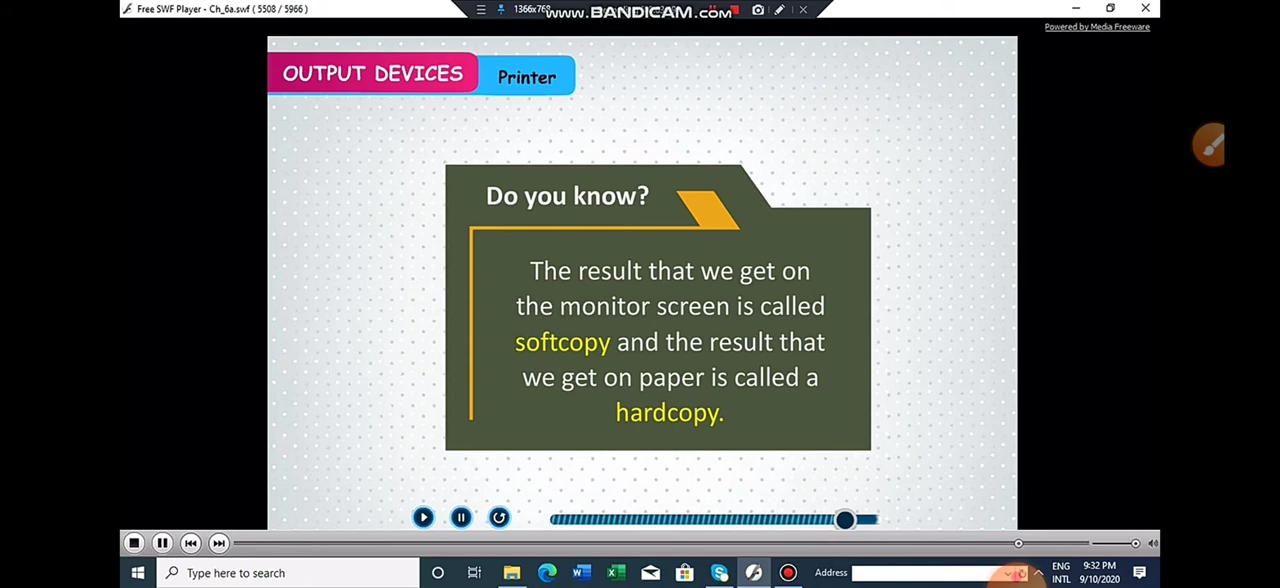 Free SWF Player - Ch_6a.swf ( 5508 / 5966 )
1366x768
www.BANDICAM.com
Powered by Media Freeware
OUTPUT DEVICES
Printer
Do you know?
The result that we get on
the monitor screen is called
softcopy and the result that
we get on paper is called a
hardcopy.
Type here to search
Address
ENG
INTL
9:32 PM
9/10/2020